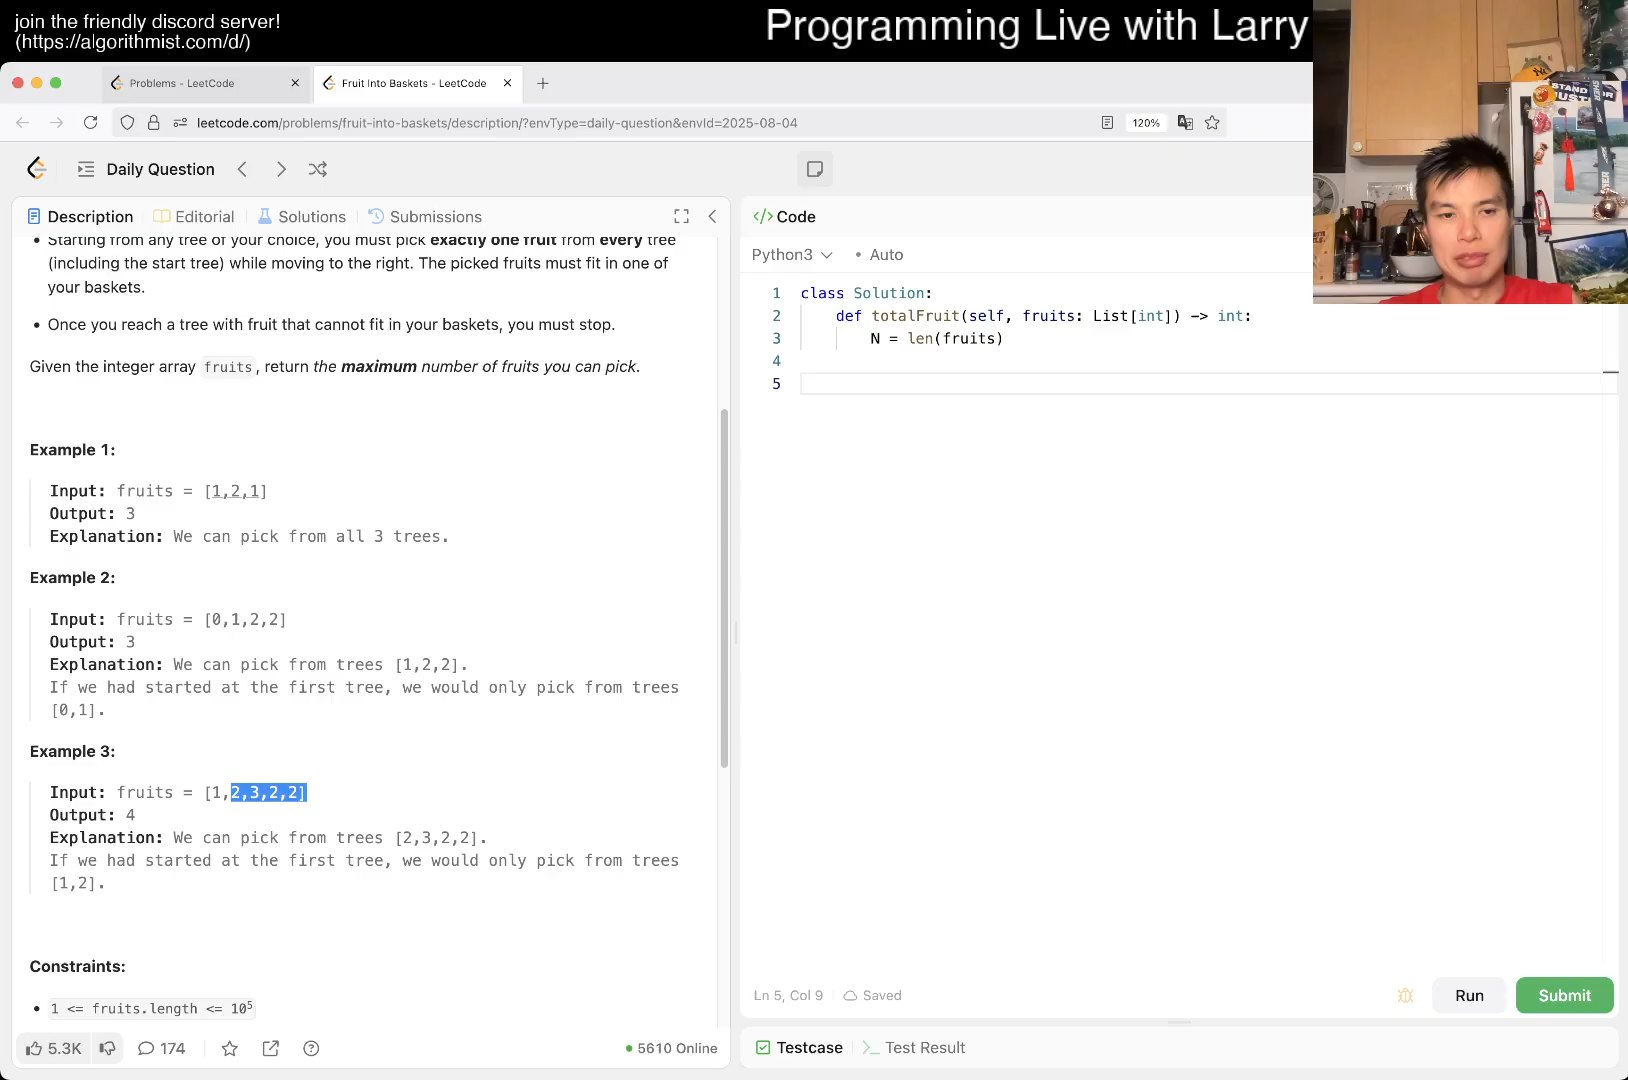 join the friendly discord server!
(https://algorithmist.com/d/)
Programming Live with Larry
Problems - LeetCode
Fruit Into Baskets - LeetCode
leetcode.com/problems/fruit-into-baskets/description/?envType=daily-question&envId=2025-08-04
120%
Daily Question
Description
Editorial
Solutions
Submissions
• Starting from any tree of your choice, you must pick exactly one fruit from every tree
(including the start tree) while moving to the right. The picked fruits must fit in one of
your baskets.
• Once you reach a tree with fruit that cannot fit in your baskets, you must stop.
Given the integer array fruits, return the maximum number of fruits you can pick.
Example 1:
Input: fruits = [1,2,1]
Output: 3
Explanation: We can pick from all 3 trees.
Example 2:
Input: fruits = [0,1,2,2]
Output: 3
Explanation: We can pick from trees [1,2,2].
If we had started at the first tree, we would only pick from trees
[0,1].
Example 3:
Input: fruits = [1,2,3,2,2]
Output: 4
Explanation: We can pick from trees [2,3,2,2].
If we had started at the first tree, we would only pick from trees
[1,2].
Constraints:
• 1 <= fruits.length <= 10⁵
5.3K
174
5610 Online
</> Code
Python3
• Auto
1 class Solution:
2 def totalFruit(self, fruits: List[int]) -> int:
3 N = len(fruits)
4
5
Ln 5, Col 9
Saved
Run
Submit
Testcase
Test Result
STAND FOR